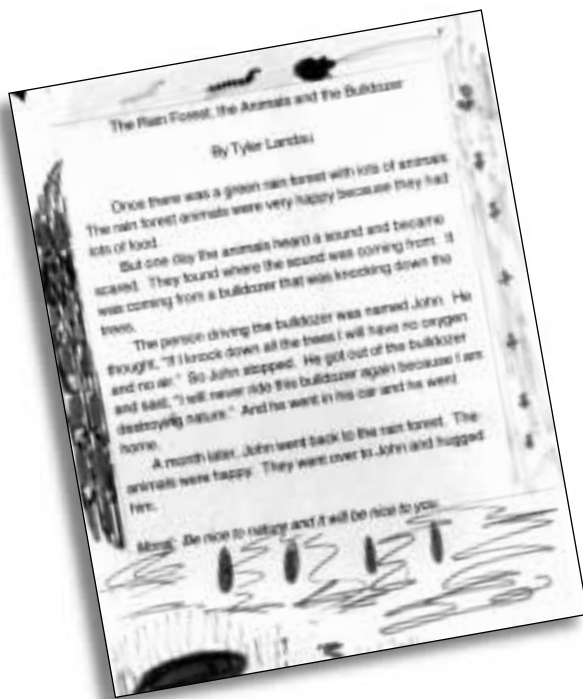 The Rain Forest, the Animals and the Bulldozer
By Tyler Landau
Once there was a green rain forest with lots of animals.
The rain forest animals were very happy because they had
lots of food.
But one day the animals heard a sound and became
scared. They found where the sound was coming from. It
was coming from a bulldozer that was knocking down the
trees.
The person driving the bulldozer was named John. He
thought, "If I knock down all the trees I will have no oxygen
and no air." So John stopped. He got out of the bulldozer
and said, "I will never ride this bulldozer again because I am
destroying nature." And he went in his car and he went
home.
A month later, John went back to the rain forest. The
animals were happy. They went over to John and hugged
him.
Moral: Be nice to nature and it will be nice to you.